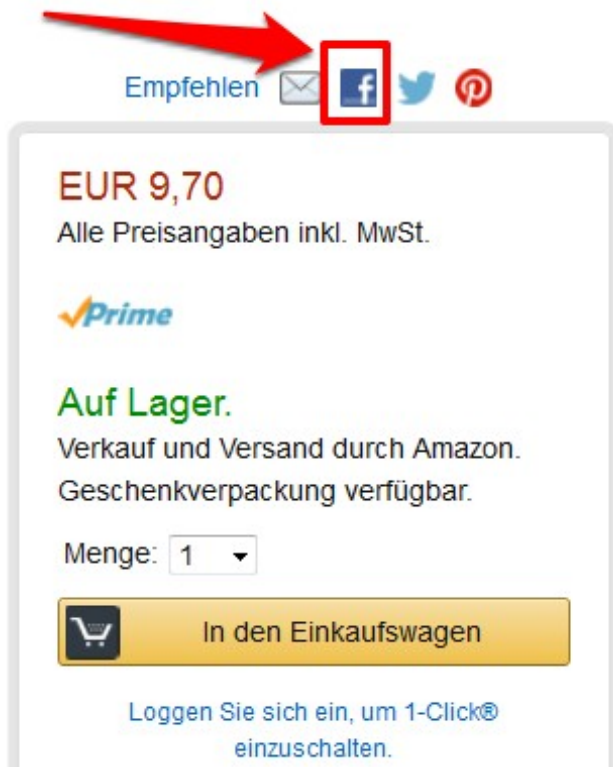 Empfehlen
EUR 9,70
Alle Preisangaben inkl. MwSt.
Prime
Auf Lager.
Verkauf und Versand durch Amazon.
Geschenkverpackung verfügbar.
Menge: 1
In den Einkaufswagen
Loggen Sie sich ein, um 1-Click®
einzuschalten.